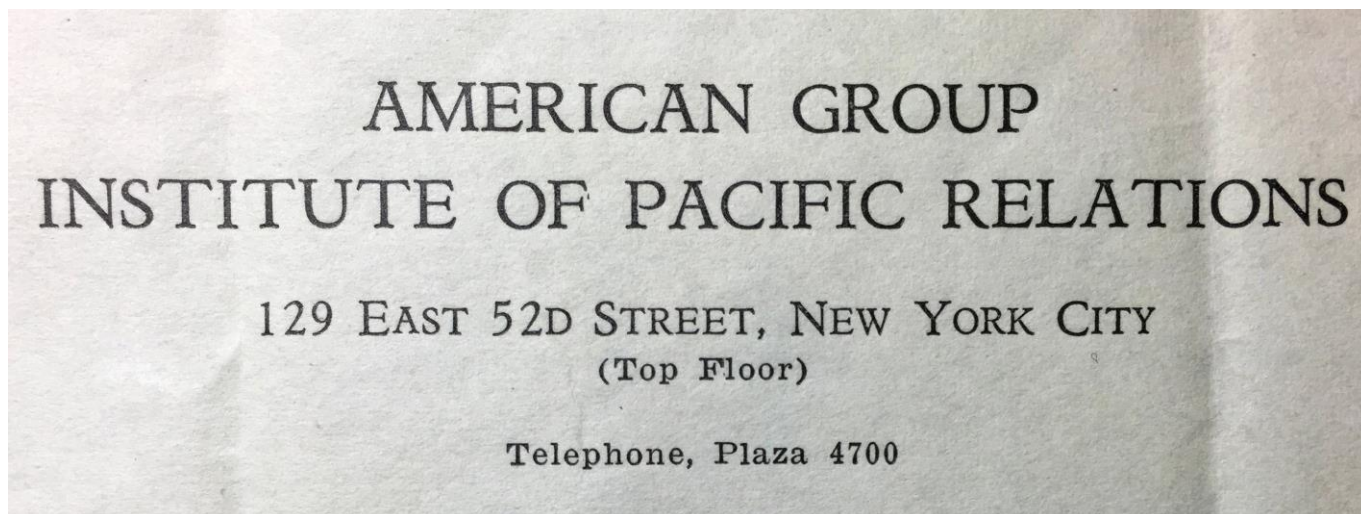 AMERICAN GROUP
INSTITUTE OF PACIFIC RELATIONS
129 EAST 52D STREET, NEW YORK CITY
(Top Floor)
Telephone, Plaza 4700